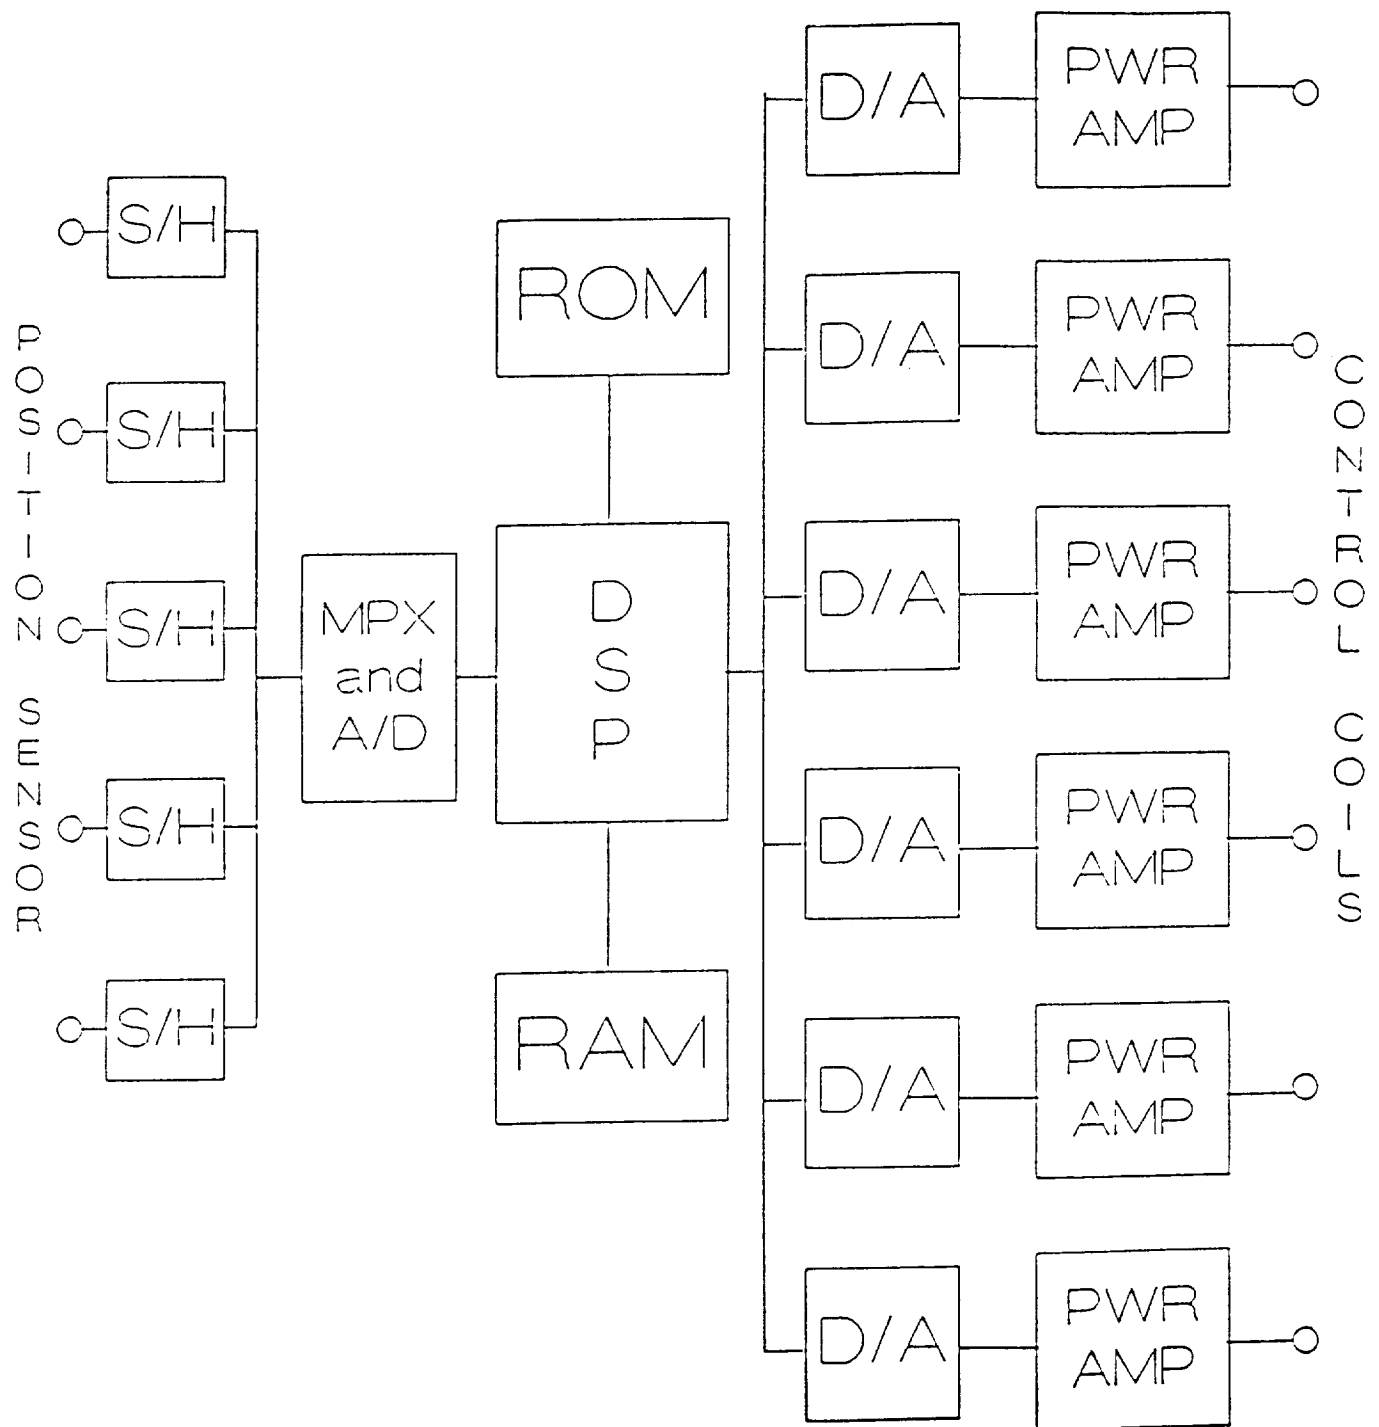 POSITION SENSOR
S/H
S/H
S/H
S/H
S/H
MPX
and
A/D
ROM
DSP
RAM
D/A
PWR
AMP
D/A
PWR
AMP
D/A
PWR
AMP
D/A
PWR
AMP
D/A
PWR
AMP
D/A
PWR
AMP
CONTROL COILS